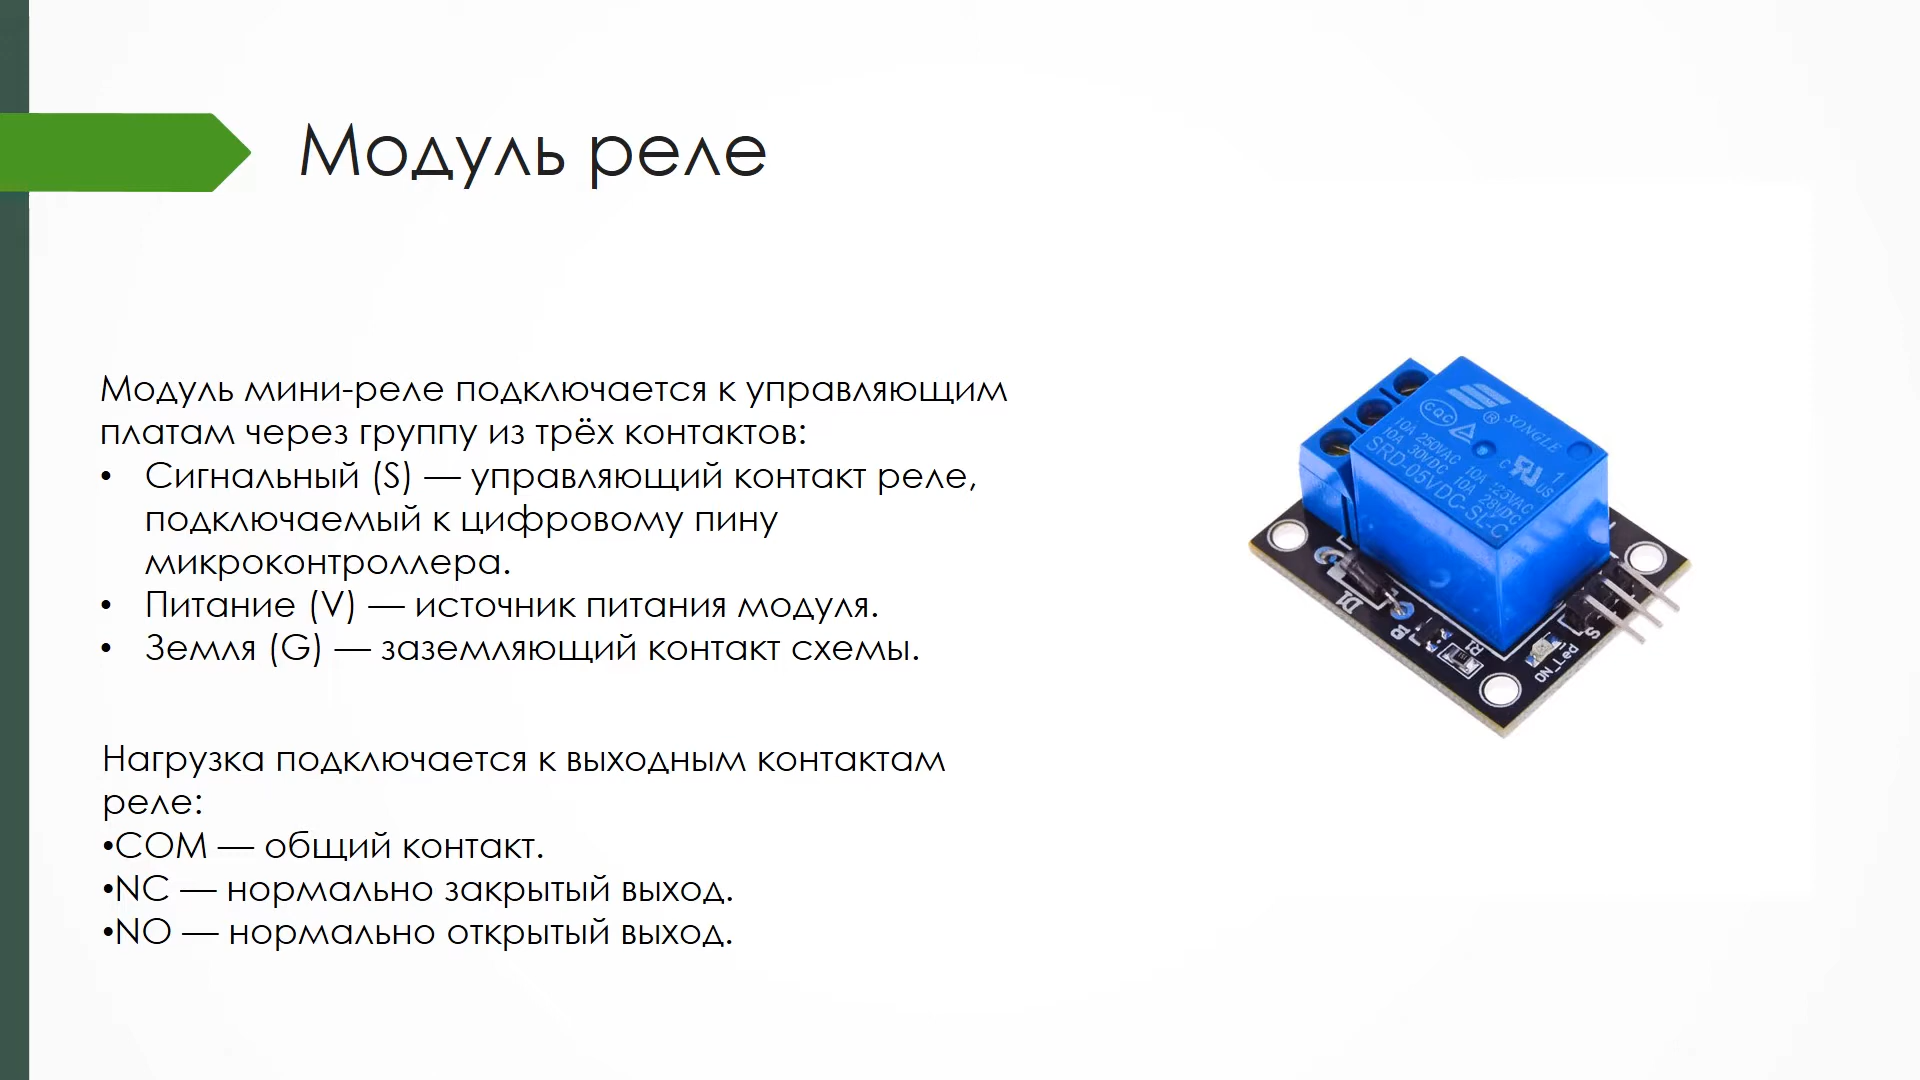 Модуль реле
Модуль мини-реле подключается к управляющим
платам через группу из трёх контактов:
• Сигнальный (S) — управляющий контакт реле,
подключаемый к цифровому пину
микроконтроллера.
• Питание (V) — источник питания модуля.
• Земля (G) — заземляющий контакт схемы.
Нагрузка подключается к выходным контактам
реле:
•COM — общий контакт.
•NC — нормально закрытый выход.
•NO — нормально открытый выход.
SONGLE
®
CQC
10A 250VAC 10A 125VAC
10A 30VDC 10A 28VDC
SRD-05VDC-SL-C
C US
1
D1
R1
S
ON_Led